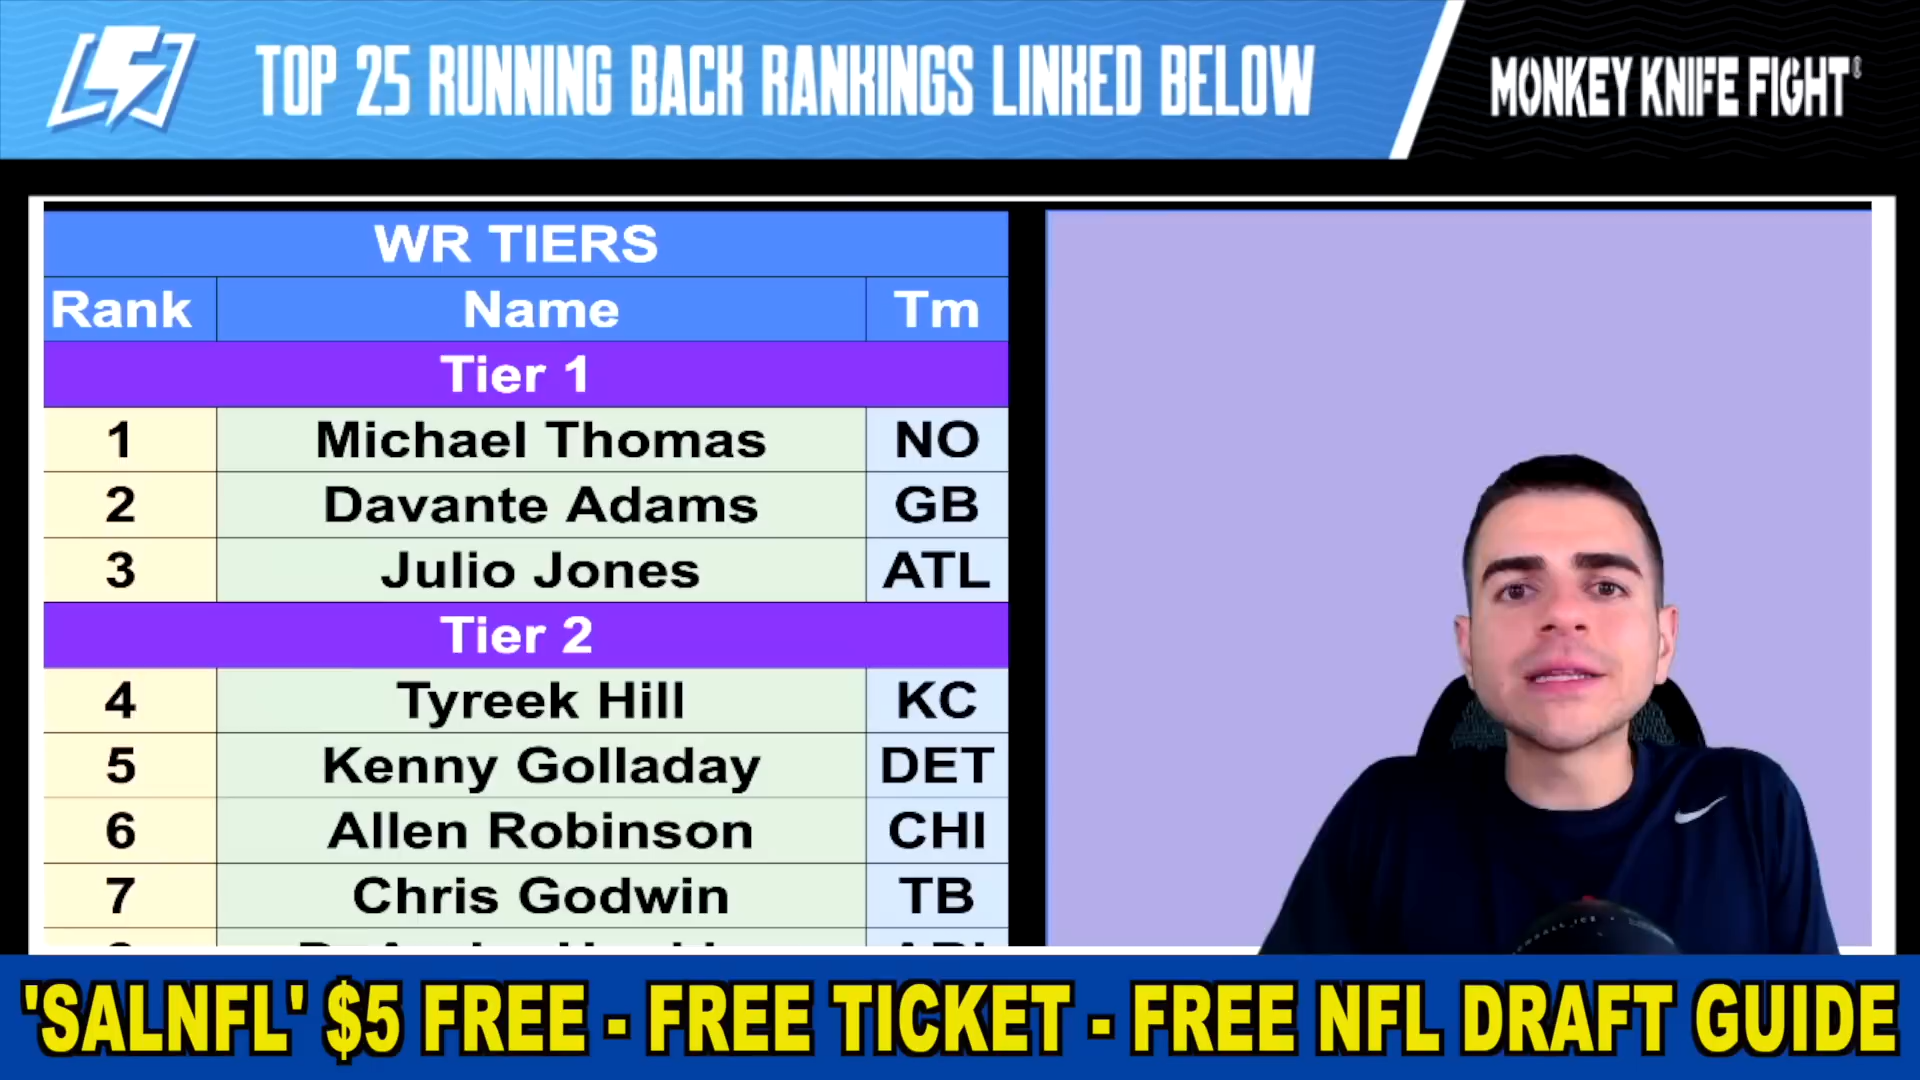 TOP 25 RUNNING BACK RANKINGS LINKED BELOW
MONKEY KNIFE FIGHT®
WR TIERS
Rank Name Tm
Tier 1
1 Michael Thomas NO
2 Davante Adams GB
3 Julio Jones ATL
Tier 2
4 Tyreek Hill KC
5 Kenny Golladay DET
6 Allen Robinson CHI
7 Chris Godwin TB
'SALNFL' $5 FREE - FREE TICKET - FREE NFL DRAFT GUIDE